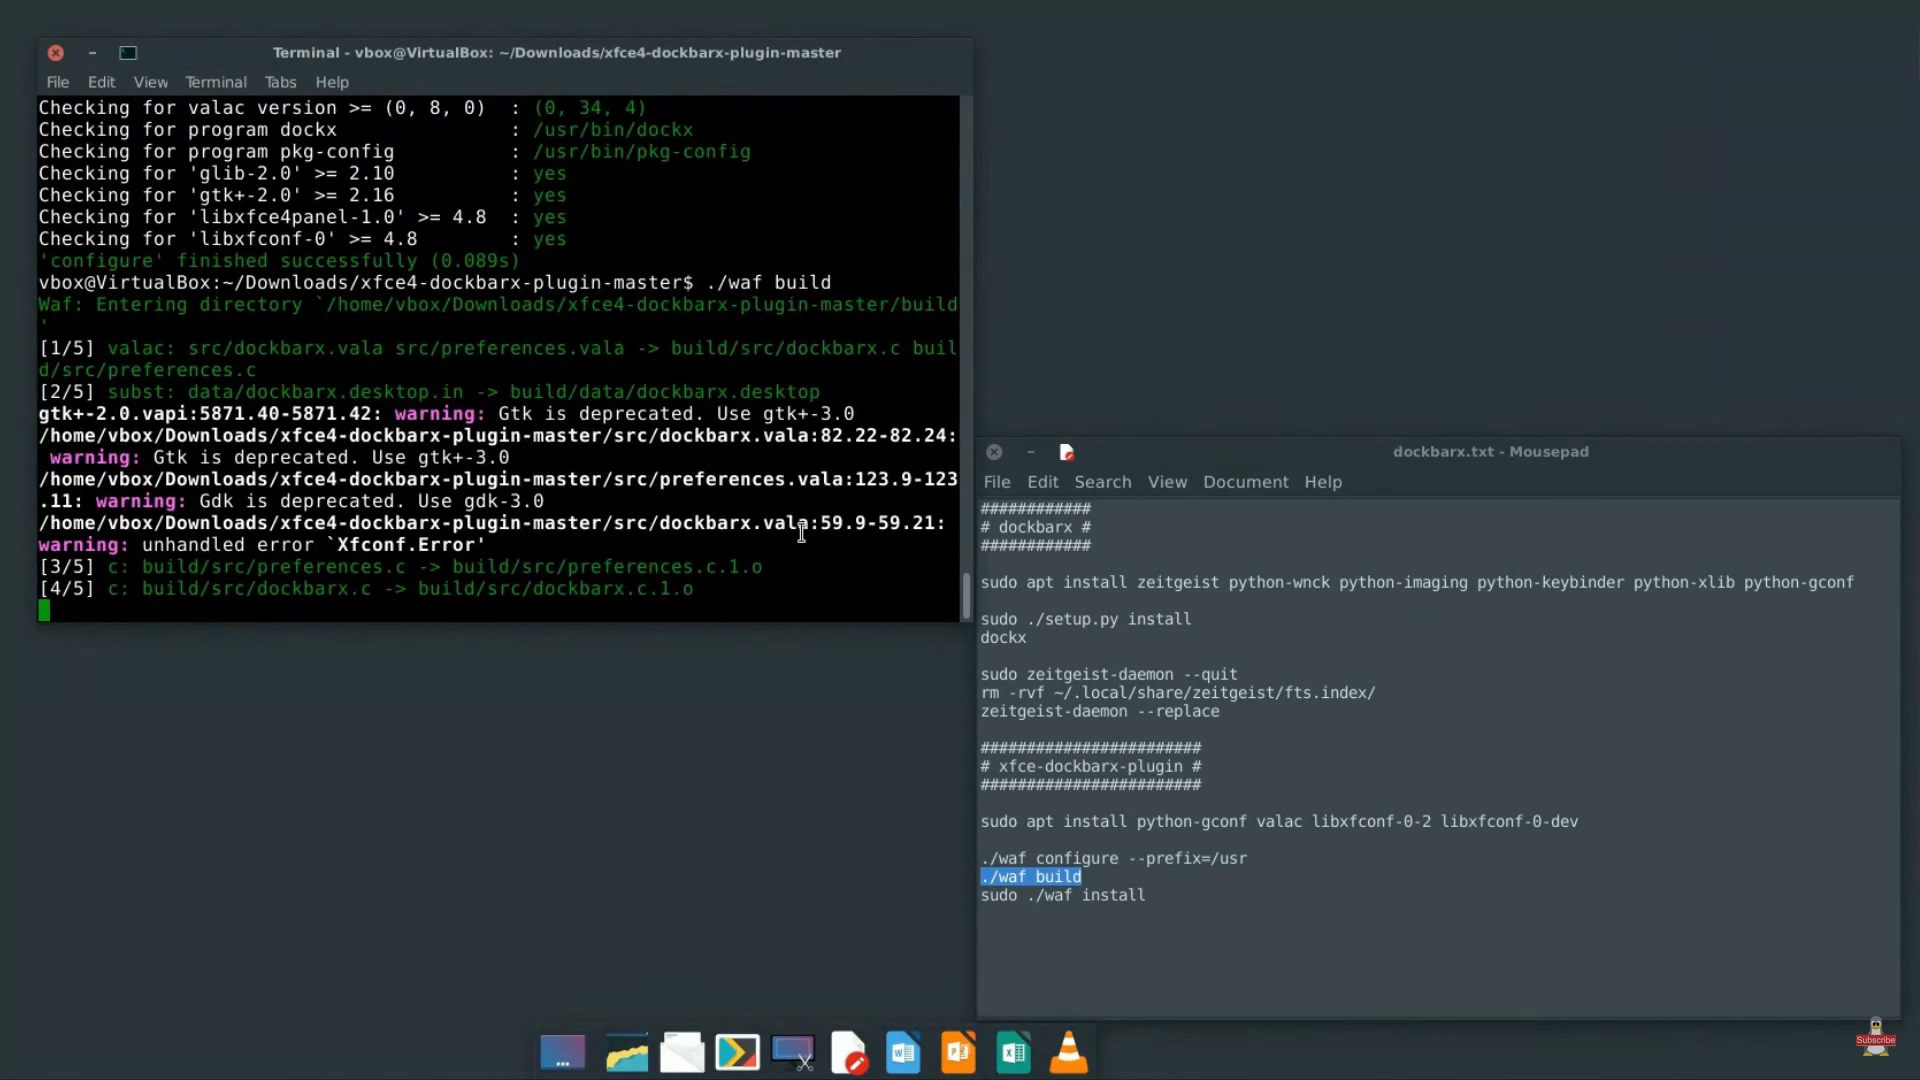 Terminal - vbox@VirtualBox: ~/Downloads/xfce4-dockbarx-plugin-master
File Edit View Terminal Tabs Help
Checking for valac version >= (0, 8, 0) : (0, 34, 4)
Checking for program dockx : /usr/bin/dockx
Checking for program pkg-config : /usr/bin/pkg-config
Checking for 'glib-2.0' >= 2.10 : yes
Checking for 'gtk+-2.0' >= 2.16 : yes
Checking for 'libxfce4panel-1.0' >= 4.8 : yes
Checking for 'libxfconf-0' >= 4.8 : yes
'configure' finished successfully (0.089s)
vbox@VirtualBox:~/Downloads/xfce4-dockbarx-plugin-master$ ./waf build
Waf: Entering directory `/home/vbox/Downloads/xfce4-dockbarx-plugin-master/build
'
[1/5] valac: src/dockbarx.vala src/preferences.vala -> build/src/dockbarx.c buil
d/src/preferences.c
[2/5] subst: data/dockbarx.desktop.in -> build/data/dockbarx.desktop
gtk+-2.0.vapi:5871.40-5871.42: warning: Gtk is deprecated. Use gtk+-3.0
/home/vbox/Downloads/xfce4-dockbarx-plugin-master/src/dockbarx.vala:82.22-82.24:
warning: Gtk is deprecated. Use gtk+-3.0
/home/vbox/Downloads/xfce4-dockbarx-plugin-master/src/preferences.vala:123.9-123
.11: warning: Gdk is deprecated. Use gdk-3.0
/home/vbox/Downloads/xfce4-dockbarx-plugin-master/src/dockbarx.vala:59.9-59.21:
warning: unhandled error `Xfconf.Error'
[3/5] c: build/src/preferences.c -> build/src/preferences.c.1.o
[4/5] c: build/src/dockbarx.c -> build/src/dockbarx.c.1.o
dockbarx.txt - Mousepad
File Edit Search View Document Help
############
# dockbarx #
############
sudo apt install zeitgeist python-wnck python-imaging python-keybinder python-xlib python-gconf
sudo ./setup.py install
dockx
sudo zeitgeist-daemon --quit
rm -rvf ~/.local/share/zeitgeist/fts.index/
zeitgeist-daemon --replace
########################
# xfce-dockbarx-plugin #
########################
sudo apt install python-gconf valac libxfconf-0-2 libxfconf-0-dev
./waf configure --prefix=/usr
./waf build
sudo ./waf install
Subscribe